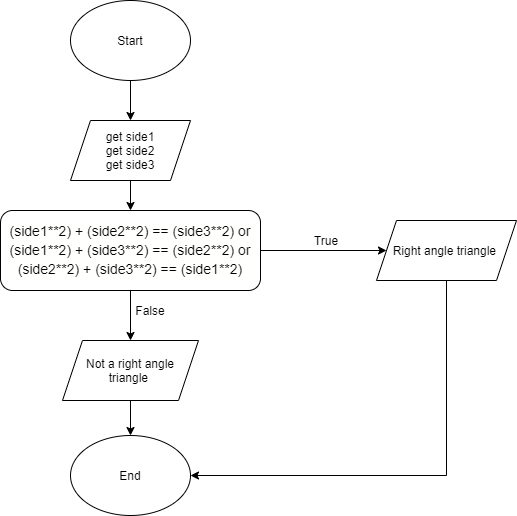 Start
get side1
get side2
get side3
(side1**2) + (side2**2) == (side3**2) or
(side1**2) + (side3**2) == (side2**2) or
(side2**2) + (side3**2) == (side1**2)
True
Right angle triangle
False
Not a right angle
triangle
End